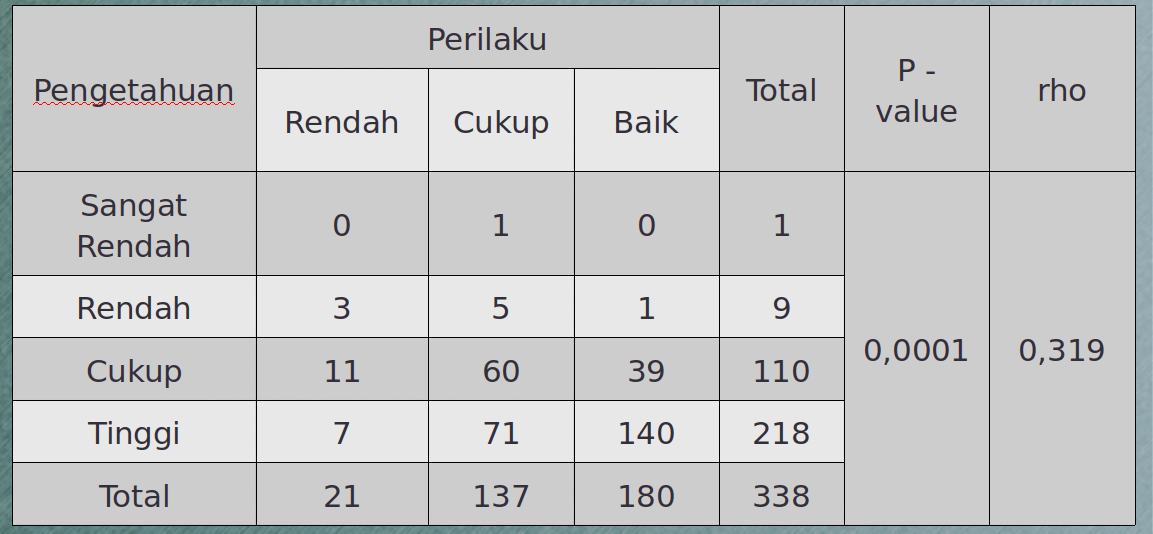 Pengetahuan Perilaku Total P - value rho
Rendah Cukup Baik
Sangat Rendah 0 1 0 1 0,0001 0,319
Rendah 3 5 1 9
Cukup 11 60 39 110
Tinggi 7 71 140 218
Total 21 137 180 338